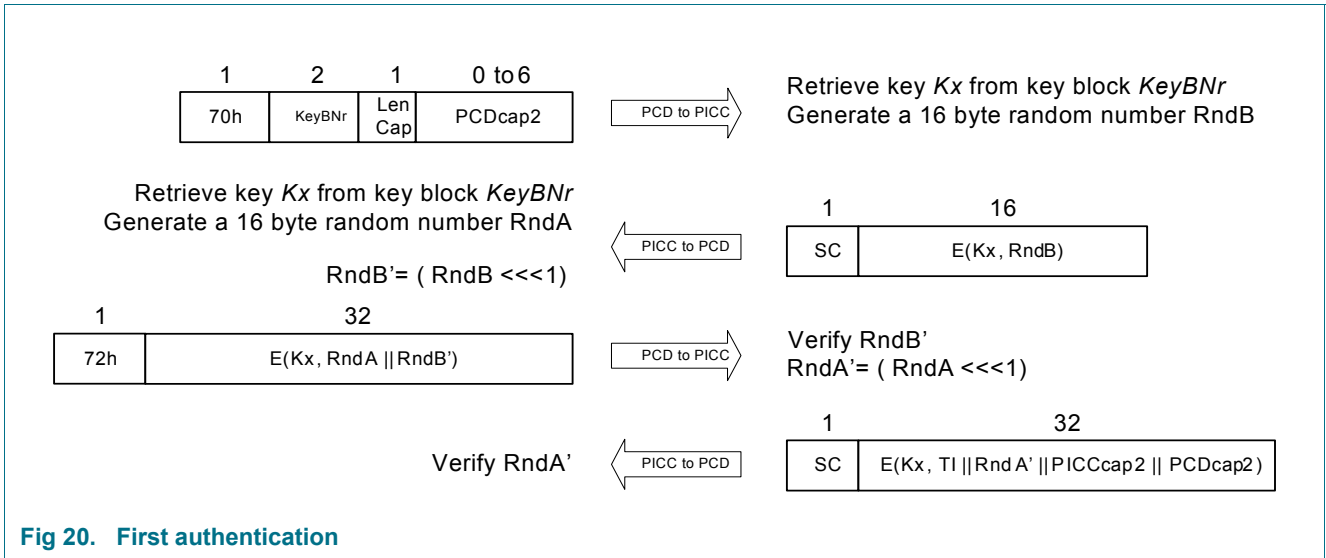 1 2 1 0 to 6
70h KeyBNr Len Cap PCDcap2
PCD to PICC
Retrieve key Kx from key block KeyBNr
Generate a 16 byte random number RndB
Retrieve key Kx from key block KeyBNr
Generate a 16 byte random number RndA
RndB’= ( RndB <<<1)
PICC to PCD
1 16
SC E(Kx, RndB)
1 32
72h E(Kx, RndA || RndB’)
PCD to PICC
Verify RndB’
RndA’= ( RndA <<<1)
Verify RndA’
PICC to PCD
1 32
SC E(Kx, TI || RndA’ || PICCcap2 || PCDcap2)
Fig 20. First authentication